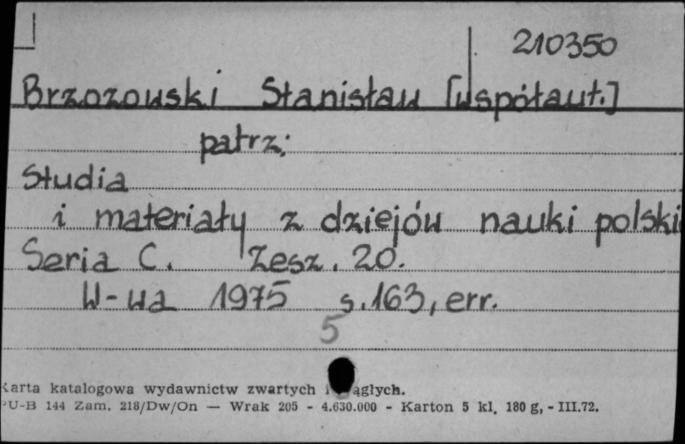 210350
Brzozowski Stanisław [współaut.]
patrz:
Studia
i materiały z dziejów nauki polski
Seria C. Zesz. 20.
W-wa 1975 s. 163, err.
5
Karta katalogowa wydawnictw zwartych i ągłych.
PU-B 144 Zam. 218/Dw/On — Wrak 205 - 4.630.000 - Karton 5 kl. 180 g, - III.72.